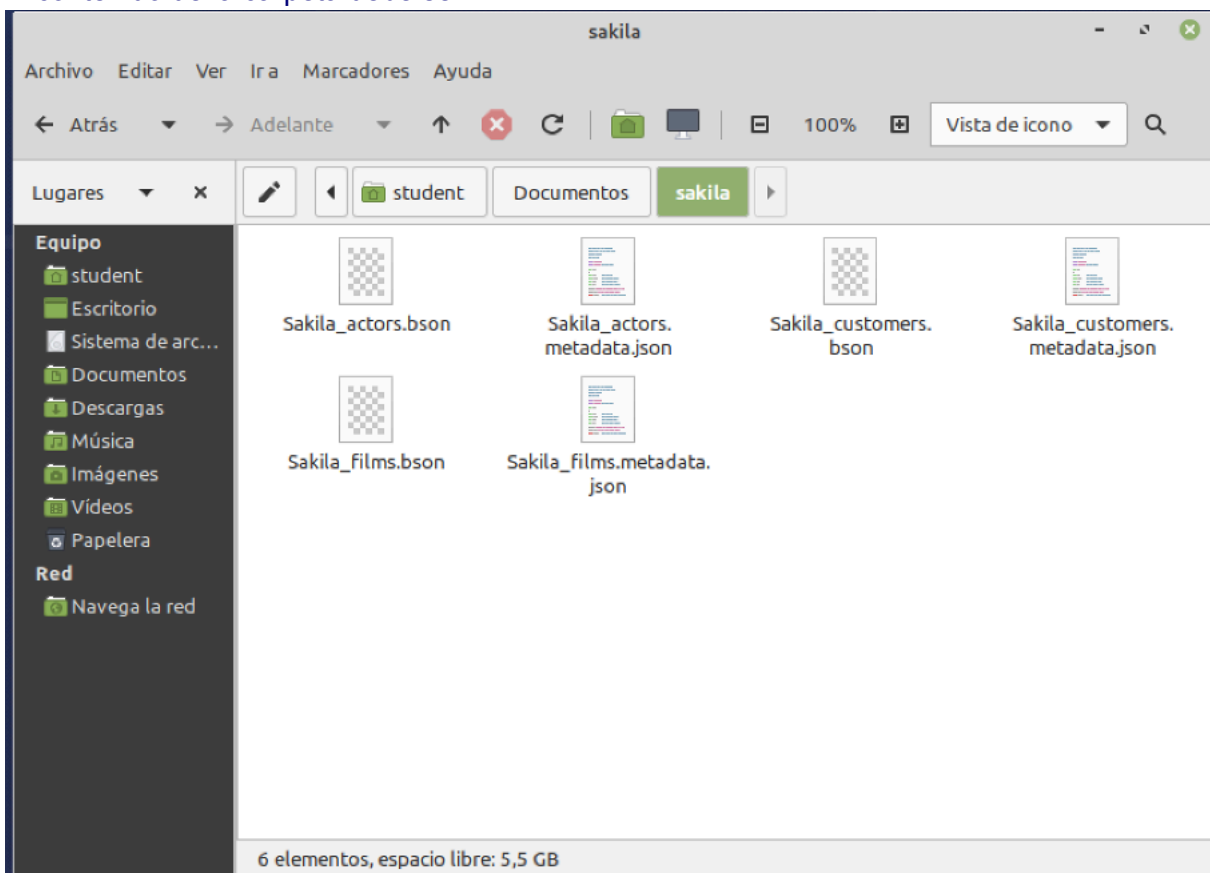 sakila
Archivo Editar Ver Ir a Marcadores Ayuda
Atrás Adelante 100% Vista de icono
Lugares student Documentos sakila
Equipo
student
Escritorio
Sistema de arc...
Documentos
Descargas
Música
Imágenes
Vídeos
Papelera
Red
Navega la red
Sakila_actors.bson
Sakila_actors.
metadata.json
Sakila_customers.
bson
Sakila_customers.
metadata.json
Sakila_films.bson
Sakila_films.metadata.
json
6 elementos, espacio libre: 5,5 GB